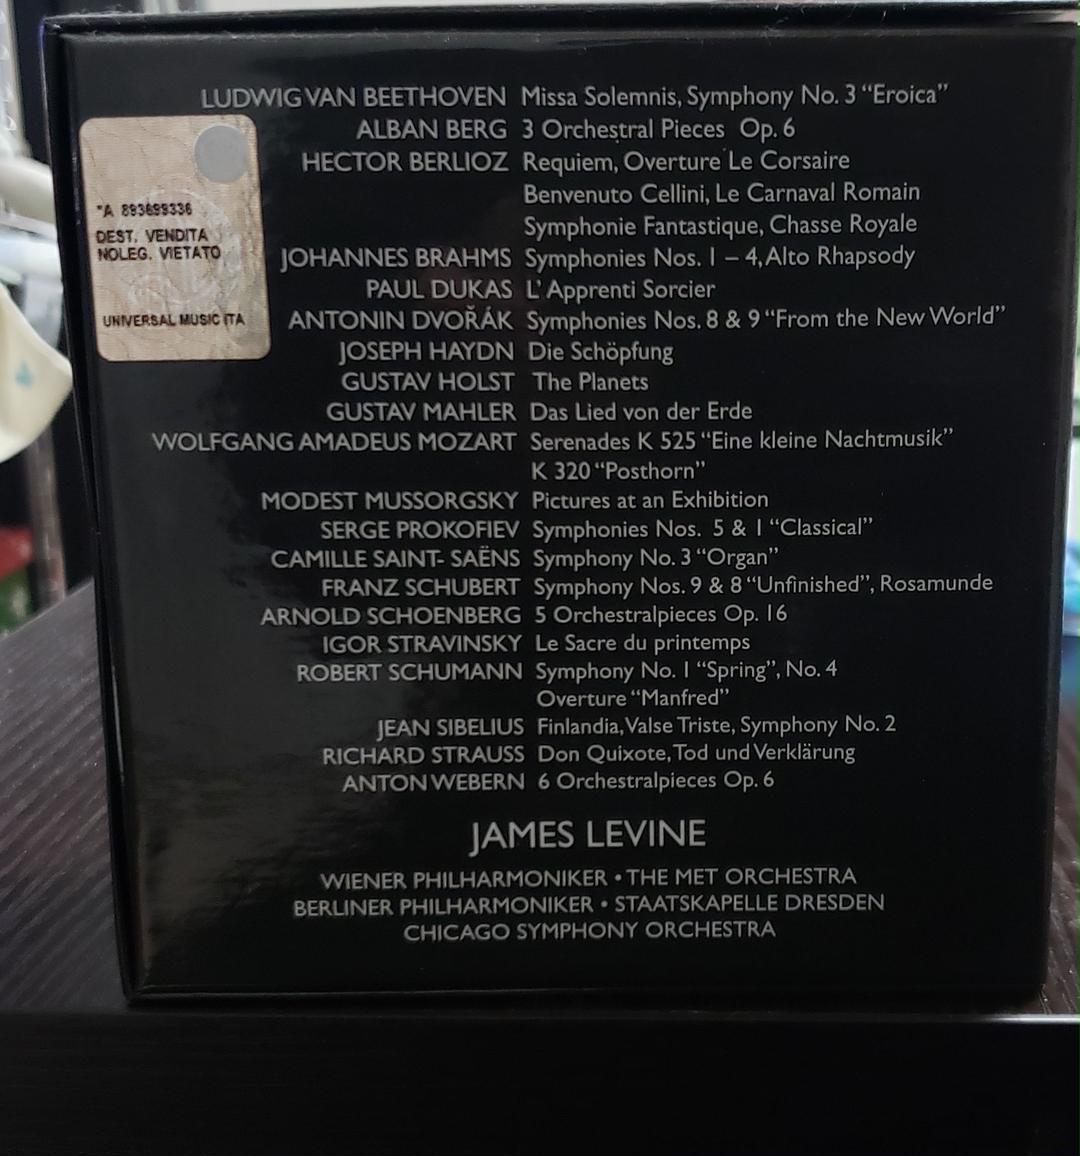 LUDWIG VAN BEETHOVEN Missa Solemnis, Symphony No. 3 “Eroica”
ALBAN BERG 3 Orchestral Pieces Op. 6
HECTOR BERLIOZ Requiem, Overture Le Corsaire
Benvenuto Cellini, Le Carnaval Romain
Symphonie Fantastique, Chasse Royale
JOHANNES BRAHMS Symphonies Nos. 1 – 4, Alto Rhapsody
PAUL DUKAS L’ Apprenti Sorcier
ANTONIN DVOŘÁK Symphonies Nos. 8 & 9 “From the New World”
JOSEPH HAYDN Die Schöpfung
GUSTAV HOLST The Planets
GUSTAV MAHLER Das Lied von der Erde
WOLFGANG AMADEUS MOZART Serenades K 525 “Eine kleine Nachtmusik”
K 320 “Posthorn”
MODEST MUSSORGSKY Pictures at an Exhibition
SERGE PROKOFIEV Symphonies Nos. 5 & 1 “Classical”
CAMILLE SAINT- SAËNS Symphony No. 3 “Organ”
FRANZ SCHUBERT Symphony Nos. 9 & 8 “Unfinished”, Rosamunde
ARNOLD SCHOENBERG 5 Orchestralpieces Op. 16
IGOR STRAVINSKY Le Sacre du printemps
ROBERT SCHUMANN Symphony No. 1 “Spring”, No. 4
Overture “Manfred”
JEAN SIBELIUS Finlandia, Valse Triste, Symphony No. 2
RICHARD STRAUSS Don Quixote, Tod und Verklärung
ANTON WEBERN 6 Orchestralpieces Op. 6
JAMES LEVINE
WIENER PHILHARMONIKER • THE MET ORCHESTRA
BERLINER PHILHARMONIKER • STAATSKAPELLE DRESDEN
CHICAGO SYMPHONY ORCHESTRA
*A 893699336
DEST. VENDITA
NOLEG. VIETATO
UNIVERSAL MUSIC ITA